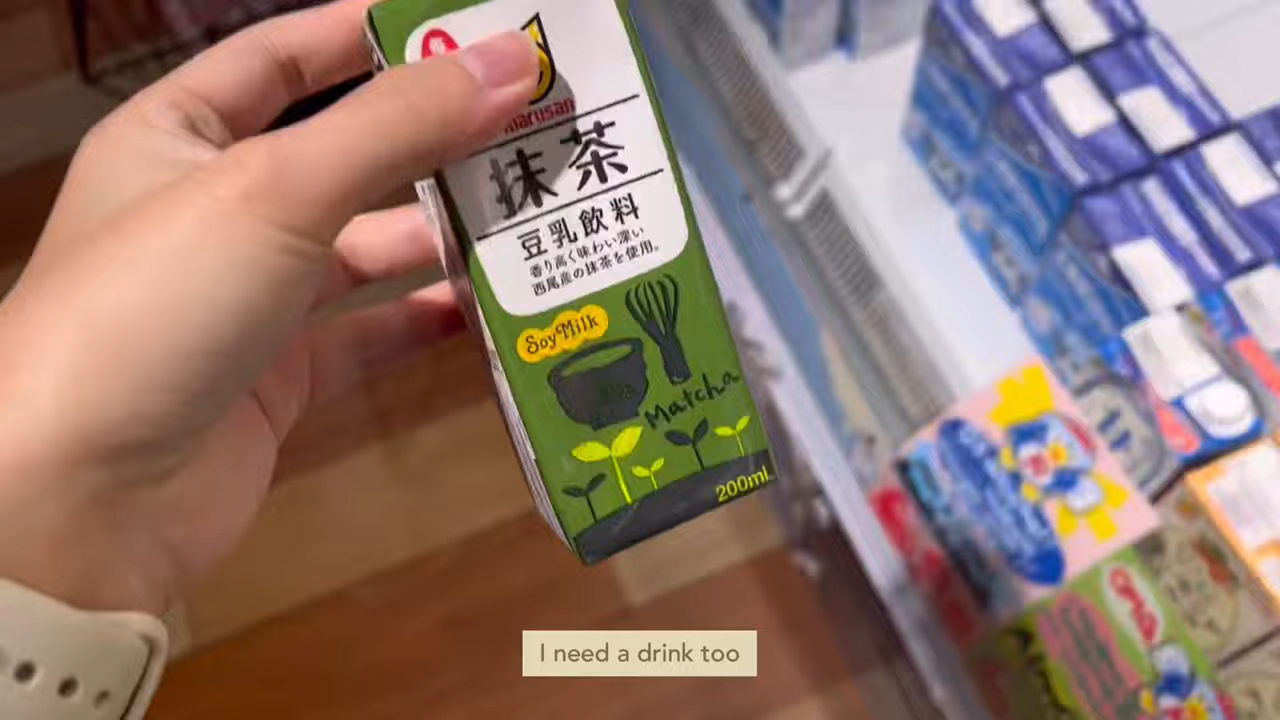 marusan
抹茶
豆乳飲料
香り高く味わい深い
西尾産の抹茶を使用。
Soy Milk
Matcha
200ml
I need a drink too